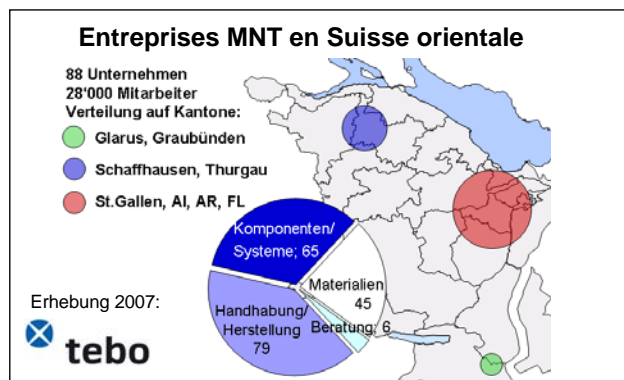 Entreprises MNT en Suisse orientale
88 Unternehmen
28'000 Mitarbeiter
Verteilung auf Kantone:
Glarus, Graubünden
Schaffhausen, Thurgau
St.Gallen, AI, AR, FL
Komponenten/
Systeme; 65
Materialien
45
Handhabung/
Herstellung
79
Beratung; 6
Erhebung 2007:
tebo